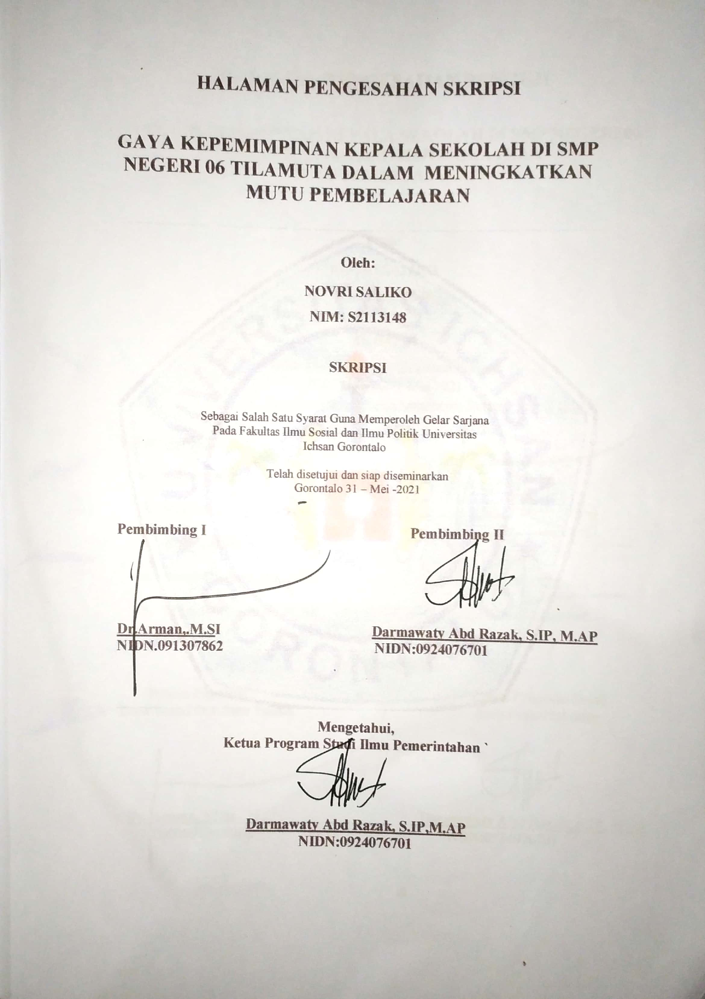 HALAMAN PENGESAHAN SKRIPSI
GAYA KEPEMIMPINAN KEPALA SEKOLAH DI SMP
NEGERI 06 TILAMUTA DALAM MENINGKATKAN
MUTU PEMBELAJARAN
Oleh:
NOVRI SALIKO
NIM: S2113148
SKRIPSI
Sebagai Salah Satu Syarat Guna Memperoleh Gelar Sarjana
Pada Fakultas Ilmu Sosial dan Ilmu Politik Universitas
Ichsan Gorontalo
Telah disetujui dan siap diseminarkan
Gorontalo 31 – Mei -2021
Pembimbing I
Pembimbing II
Dr.Arman,.M.SI
NIDN.091307862
Darmawaty Abd Razak, S.IP, M.AP
NIDN:0924076701
Mengetahui,
Ketua Program Studi Ilmu Pemerintahan `
Darmawaty Abd Razak, S.IP,M.AP
NIDN:0924076701